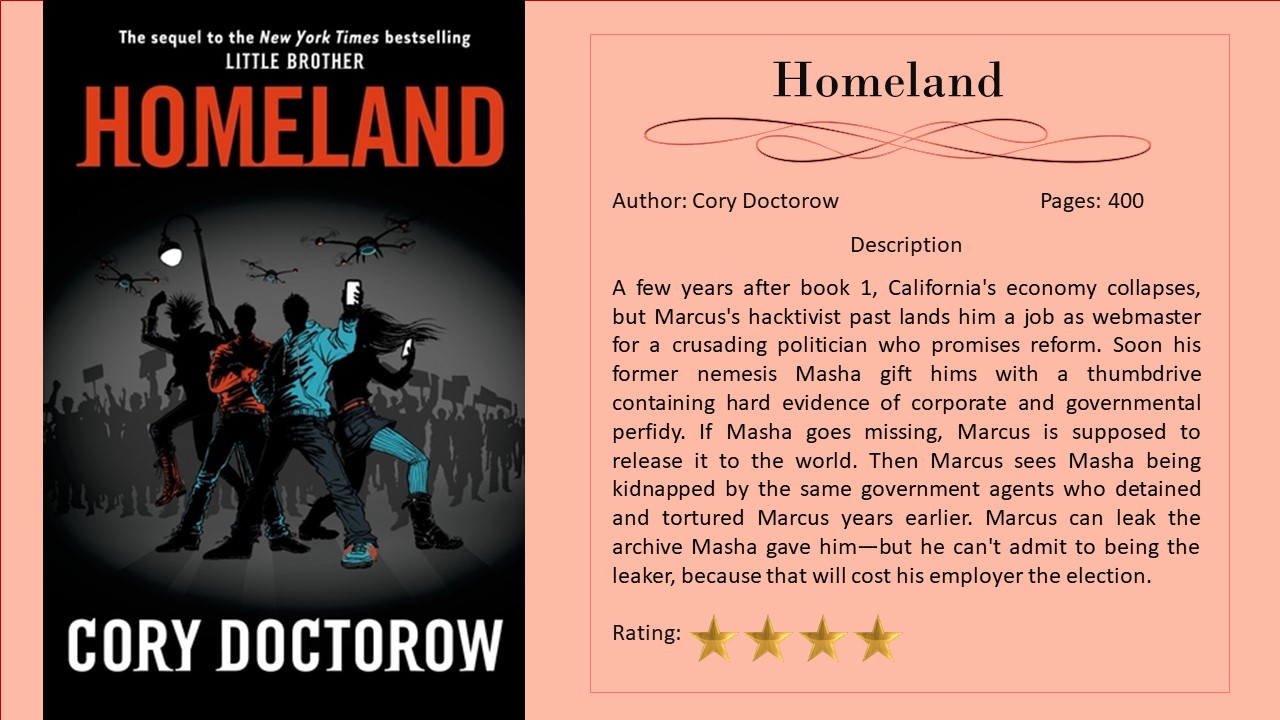 The sequel to the New York Times bestselling
LITTLE BROTHER
HOMELAND
CORY DOCTOROW
Homeland
Author: Cory Doctorow Pages: 400
Description
A few years after book 1, California's economy collapses,
but Marcus's hacktivist past lands him a job as webmaster
for a crusading politician who promises reform. Soon his
former nemesis Masha gift hims with a thumbdrive
containing hard evidence of corporate and governmental
perfidy. If Masha goes missing, Marcus is supposed to
release it to the world. Then Marcus sees Masha being
kidnapped by the same government agents who detained
and tortured Marcus years earlier. Marcus can leak the
archive Masha gave him—but he can't admit to being the
leaker, because that will cost his employer the election.
Rating: